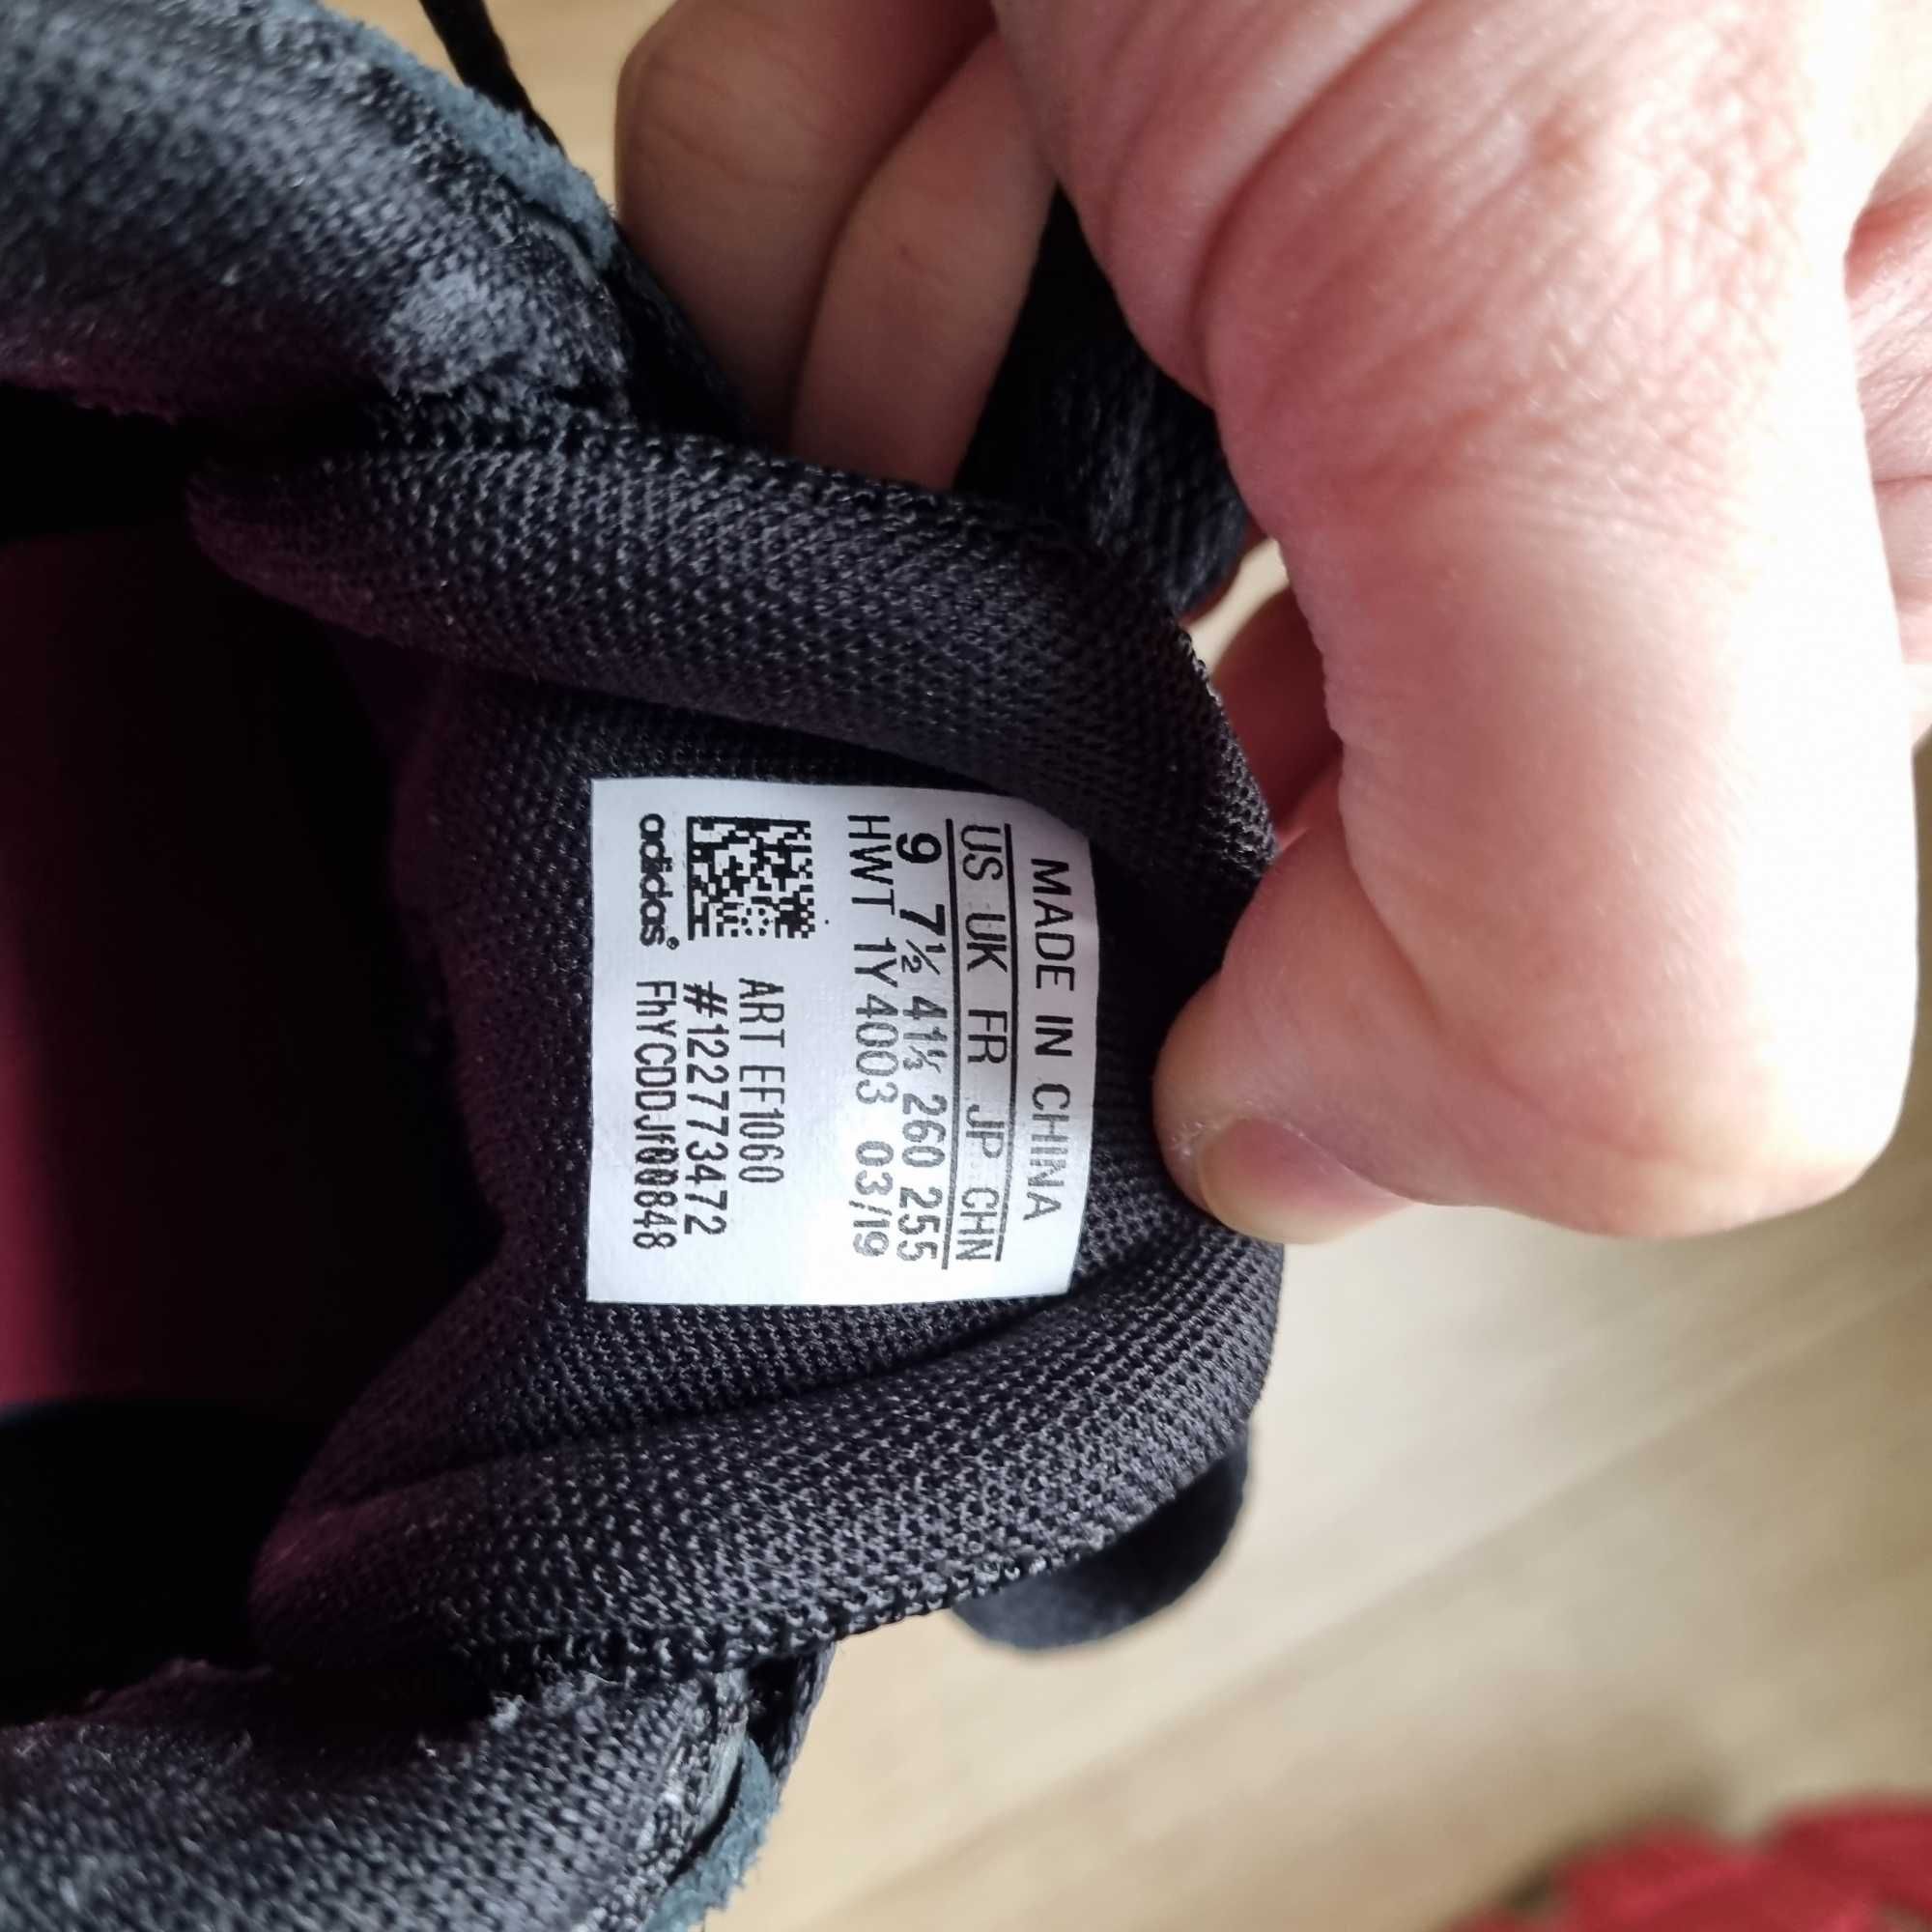 MADE IN CHINA
US UK FR JP CHN
9 7½ 41⅓ 260 255
HWT 1Y4003 03/19
ART EF1060
#122773472
adidas® FhYCDDJf00848